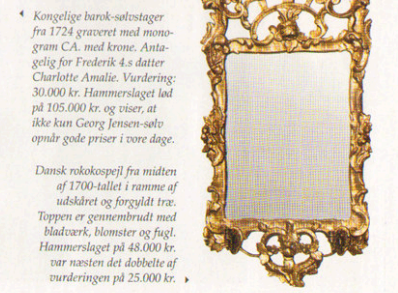 Kongelige barok-sølvstager
fra 1724 graveret med mono-
gram CA. med krone. Anta-
gelig for Frederik 4.s datter
Charlotte Amalie. Vurdering:
30.000 kr. Hammerslaget lød
på 105.000 kr. og viser, at
ikke kun Georg Jensen-sølv
opnår gode priser i vore dage.
Dansk rokokospejl fra midten
af 1700-tallet i ramme af
udskåret og forgyldt træ.
Toppen er gennembrudt med
bladværk, blomster og fugl.
Hammerslaget på 48.000 kr.
var næsten det dobbelte af
vurderingen på 25.000 kr.